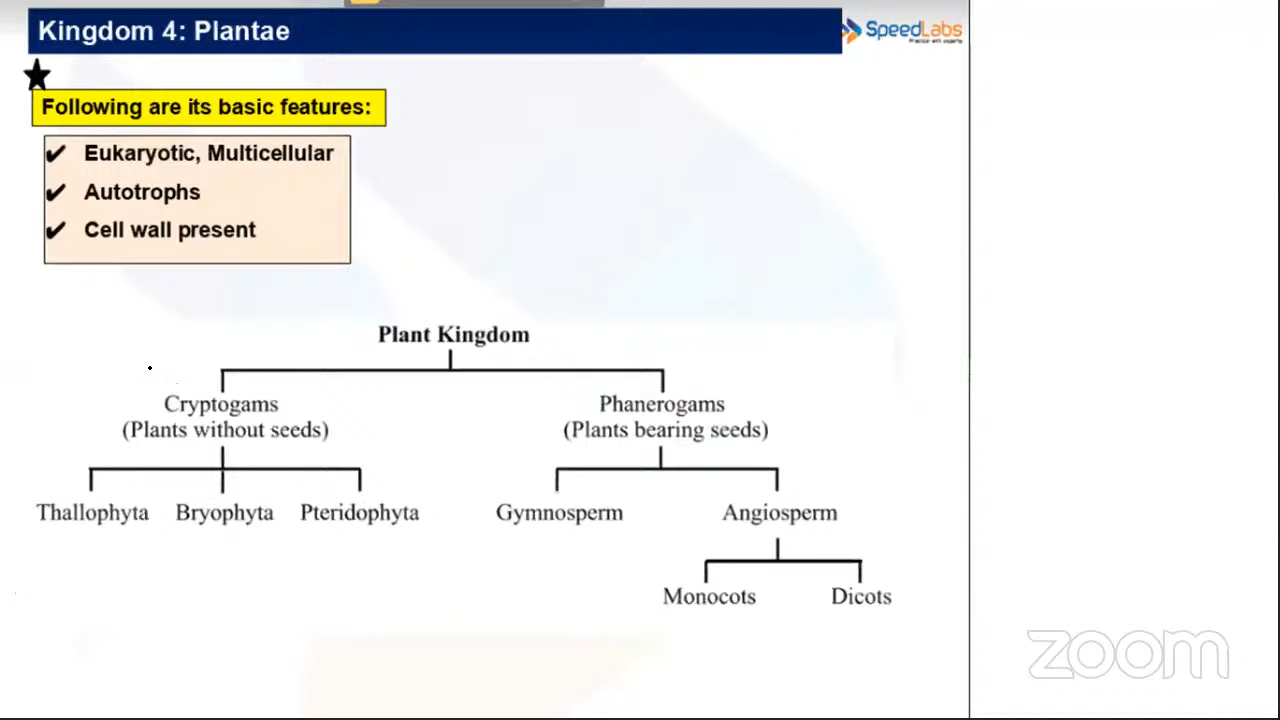 Kingdom 4: Plantae
SpeedLabs
Following are its basic features:
✔ Eukaryotic, Multicellular
✔ Autotrophs
✔ Cell wall present
Plant Kingdom
Cryptogams
(Plants without seeds)
Phanerogams
(Plants bearing seeds)
Thallophyta Bryophyta Pteridophyta Gymnosperm Angiosperm
Monocots Dicots
zoom